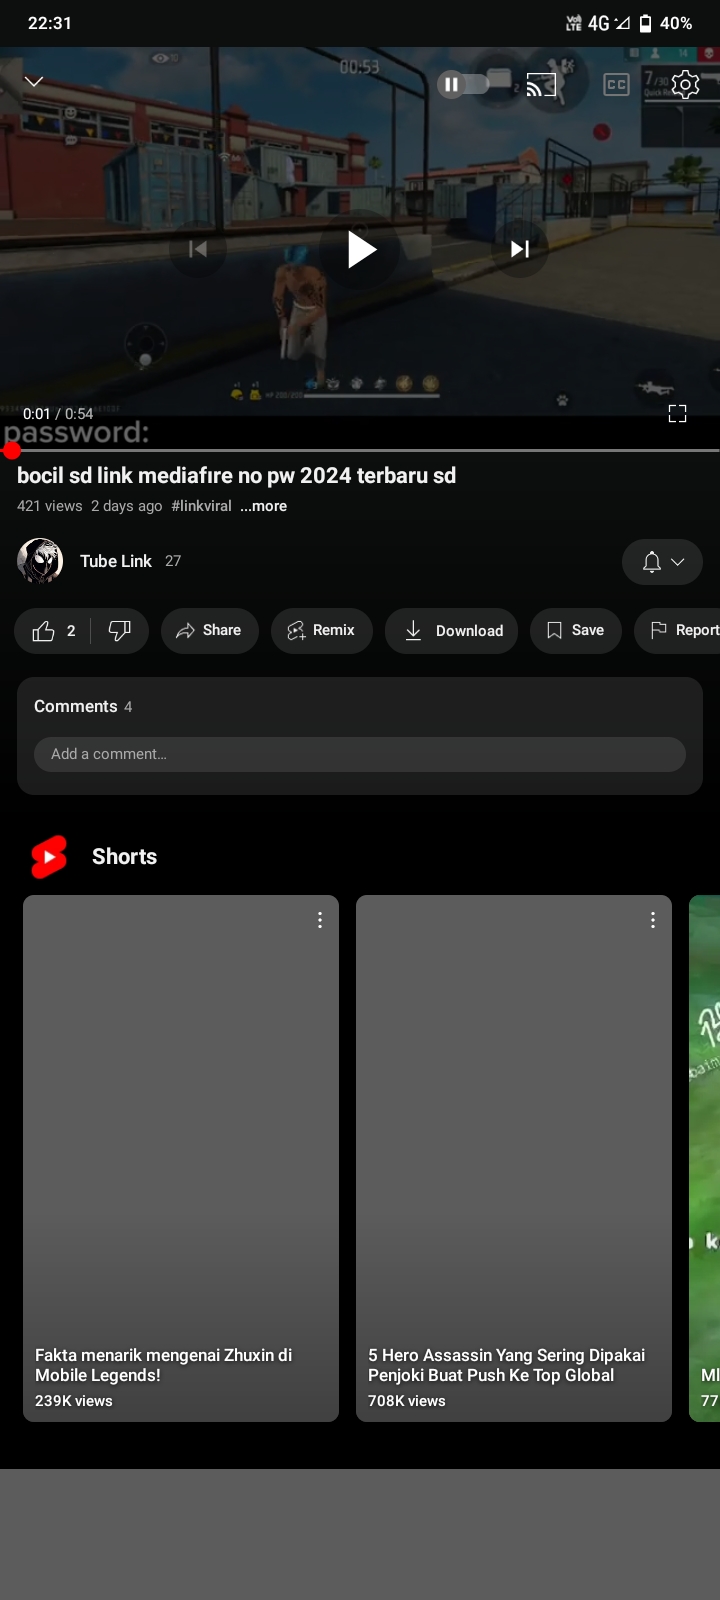 22:31
VoD LTE 4G 40%
00:53
CC
7/30
0:01 / 0:54
password:
bocil sd link mediafıre no pw 2024 terbaru sd
421 views 2 days ago #linkviral ...more
Tube Link 27
2 Share Remix Download Save Report
Comments 4
Add a comment...
Shorts
Fakta menarik mengenai Zhuxin di
Mobile Legends!
239K views
5 Hero Assassin Yang Sering Dipakai
Penjoki Buat Push Ke Top Global
708K views